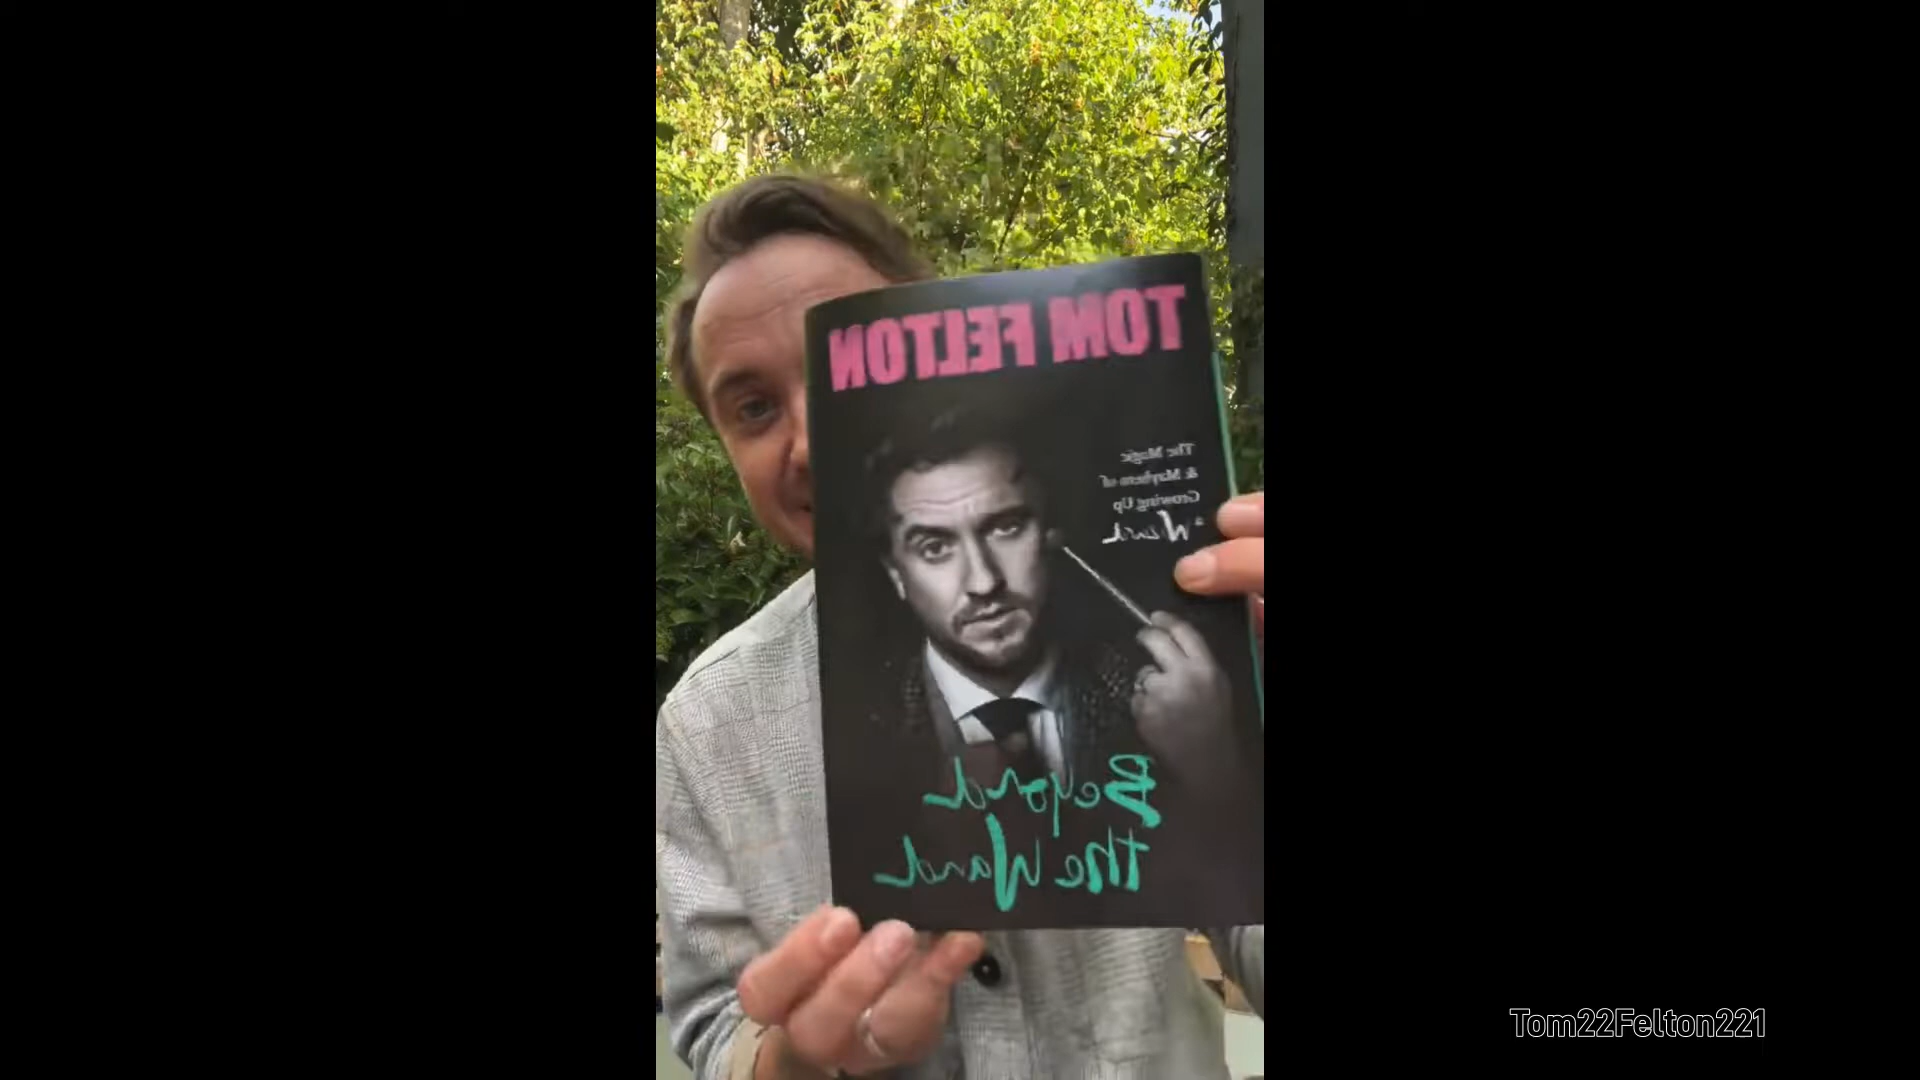 TOM FELTON
The Magic
& Mayhem of
Growing Up
a Wizard
Beyond
the Wand
Tom22Felton221